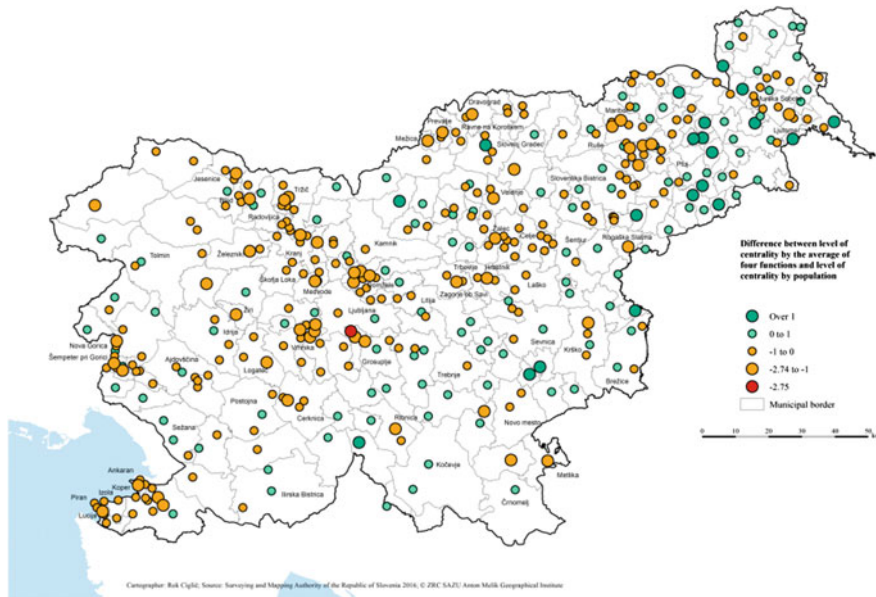 Dravograd
Maribor
Prevalje
Ravne na Koroškem
Mežica
Slovenj Gradec
Ruše
Murska Sobota
Ljutomer
Ptuj
Slovenska Bistrica
Jesenice
Tržič
Bled
Radovljica
Velenje
Kranj
Kamnik
Žalec
Celje
Šentjur
Rogaška Slatina
Tolmin
Železniki
Škofja Loka
Medvode
Domžale
Trbovlje
Hrastnik
Laško
Zagorje ob Savi
Ljubljana
Litija
Žiri
Idrija
Vrhnika
Nova Gorica
Šempeter pri Gorici
Ajdovščina
Logatec
Grosuplje
Sevnica
Krško
Trebnje
Brežice
Postojna
Cerknica
Ribnica
Novo mesto
Sežana
Kočevje
Metlika
Ankaran
Koper
Izola
Piran
Lucija
Ilirska Bistrica
Črnomelj
Difference between level of
centrality by the average of
four functions and level of
centrality by population
Over 1
0 to 1
-1 to 0
-2.74 to -1
-2.75
Municipal border
0 10 20 30 40
Cartographer: Rok Ciglič; Source: Surveying and Mapping Authority of the Republic of Slovenia 2016; © ZRC SAZU Anton Melik Geographical Institute